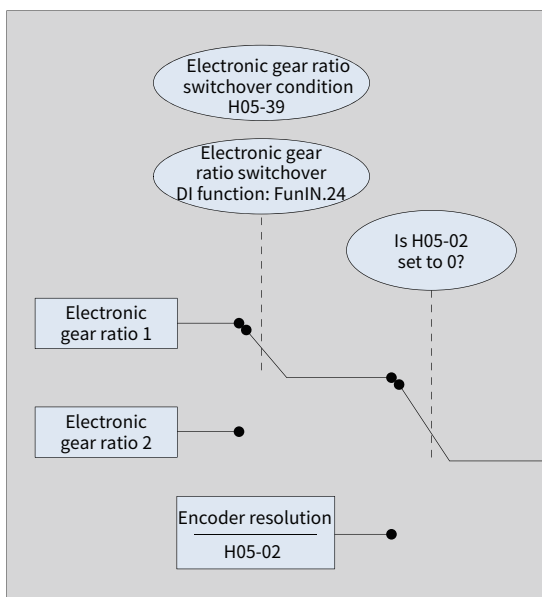 Electronic gear ratio
switchover condition
H05-39
Electronic gear
ratio switchover
DI function: FunIN.24
Is H05-02
set to 0?
Electronic
gear ratio 1
Electronic
gear ratio 2
Encoder resolution
H05-02